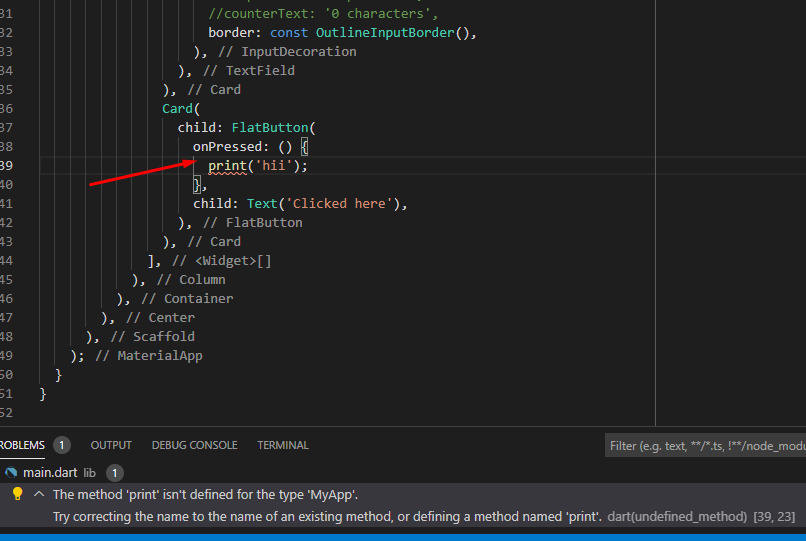 31 //counterText: '0 characters',
32 border: const OutlineInputBorder(),
33 ), // InputDecoration
34 ), // TextField
35 ), // Card
36 Card(
37 child: FlatButton(
38 onPressed: () {
39 print('hii');
40 },
41 child: Text('Clicked here'),
42 ), // FlatButton
43 ), // Card
44 ], // <Widget>[]
45 ), // Column
46 ), // Container
47 ), // Center
48 ), // Scaffold
49 ); // MaterialApp
50 }
51 }
52
ROBLEMS 1 OUTPUT DEBUG CONSOLE TERMINAL Filter (e.g. text, **/*.ts, !**/node_modu
main.dart lib 1
The method 'print' isn't defined for the type 'MyApp'.
Try correcting the name to the name of an existing method, or defining a method named 'print'. dart(undefined_method) [39, 23]